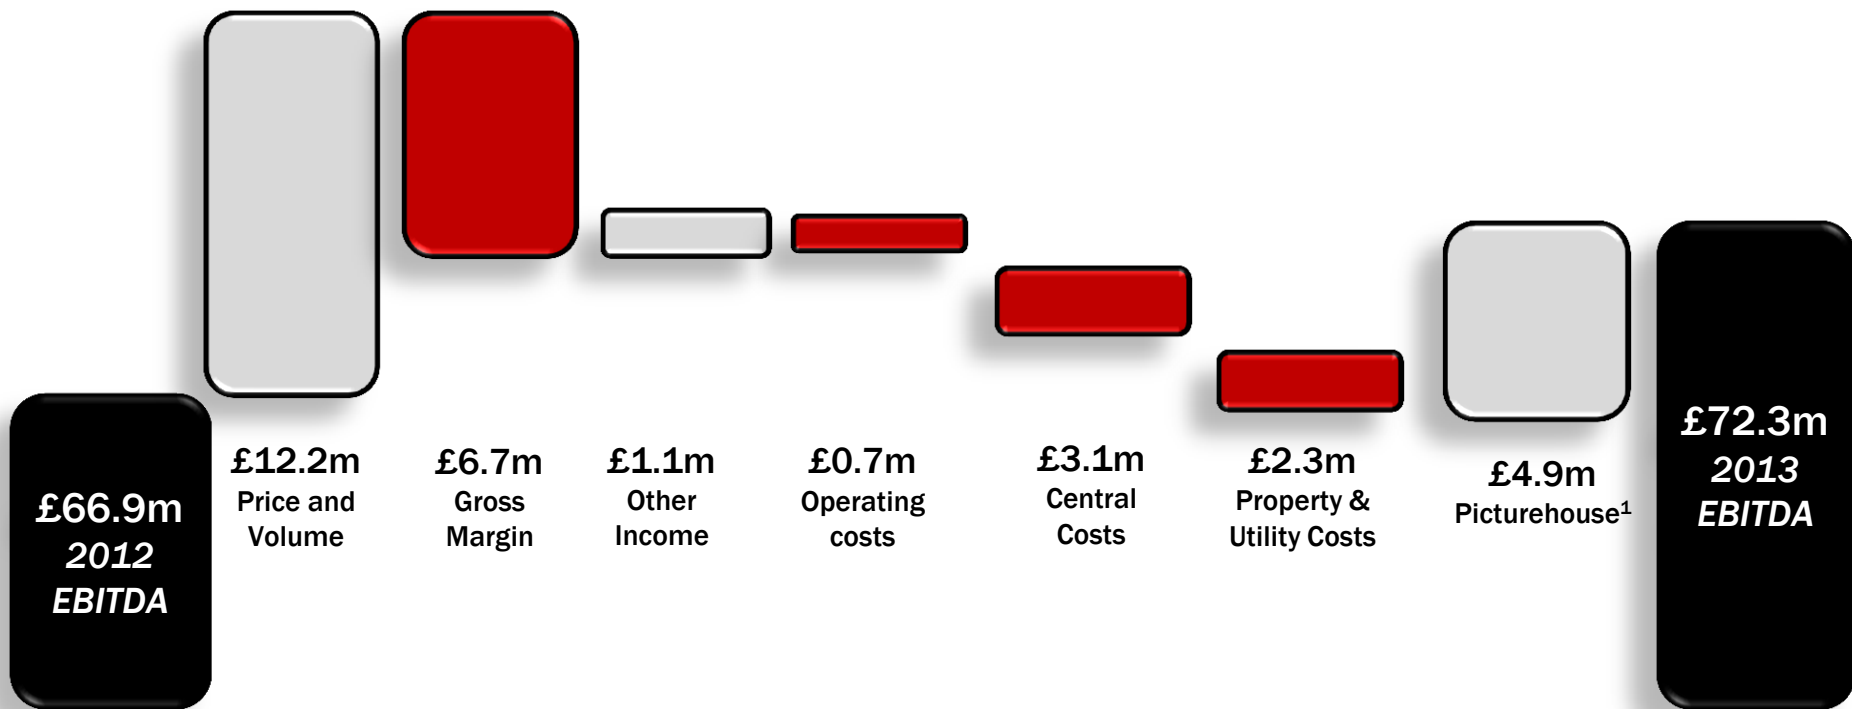 £66.9m
2012
EBITDA
£12.2m
Price and
Volume
£6.7m
Gross
Margin
£1.1m
Other
Income
£0.7m
Operating
costs
£3.1m
Central
Costs
£2.3m
Property &
Utility Costs
£4.9m
Picturehouse¹
£72.3m
2013
EBITDA